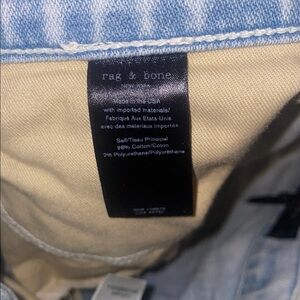 rag & bone
NEW YORK
Made in the USA
with imported materials/
Fabriqué Aux États-Unis
avec des matériaux importés
Self/Tissu Principal
98% Cotton/Coton
2% Polyurethane/Polyuréthane